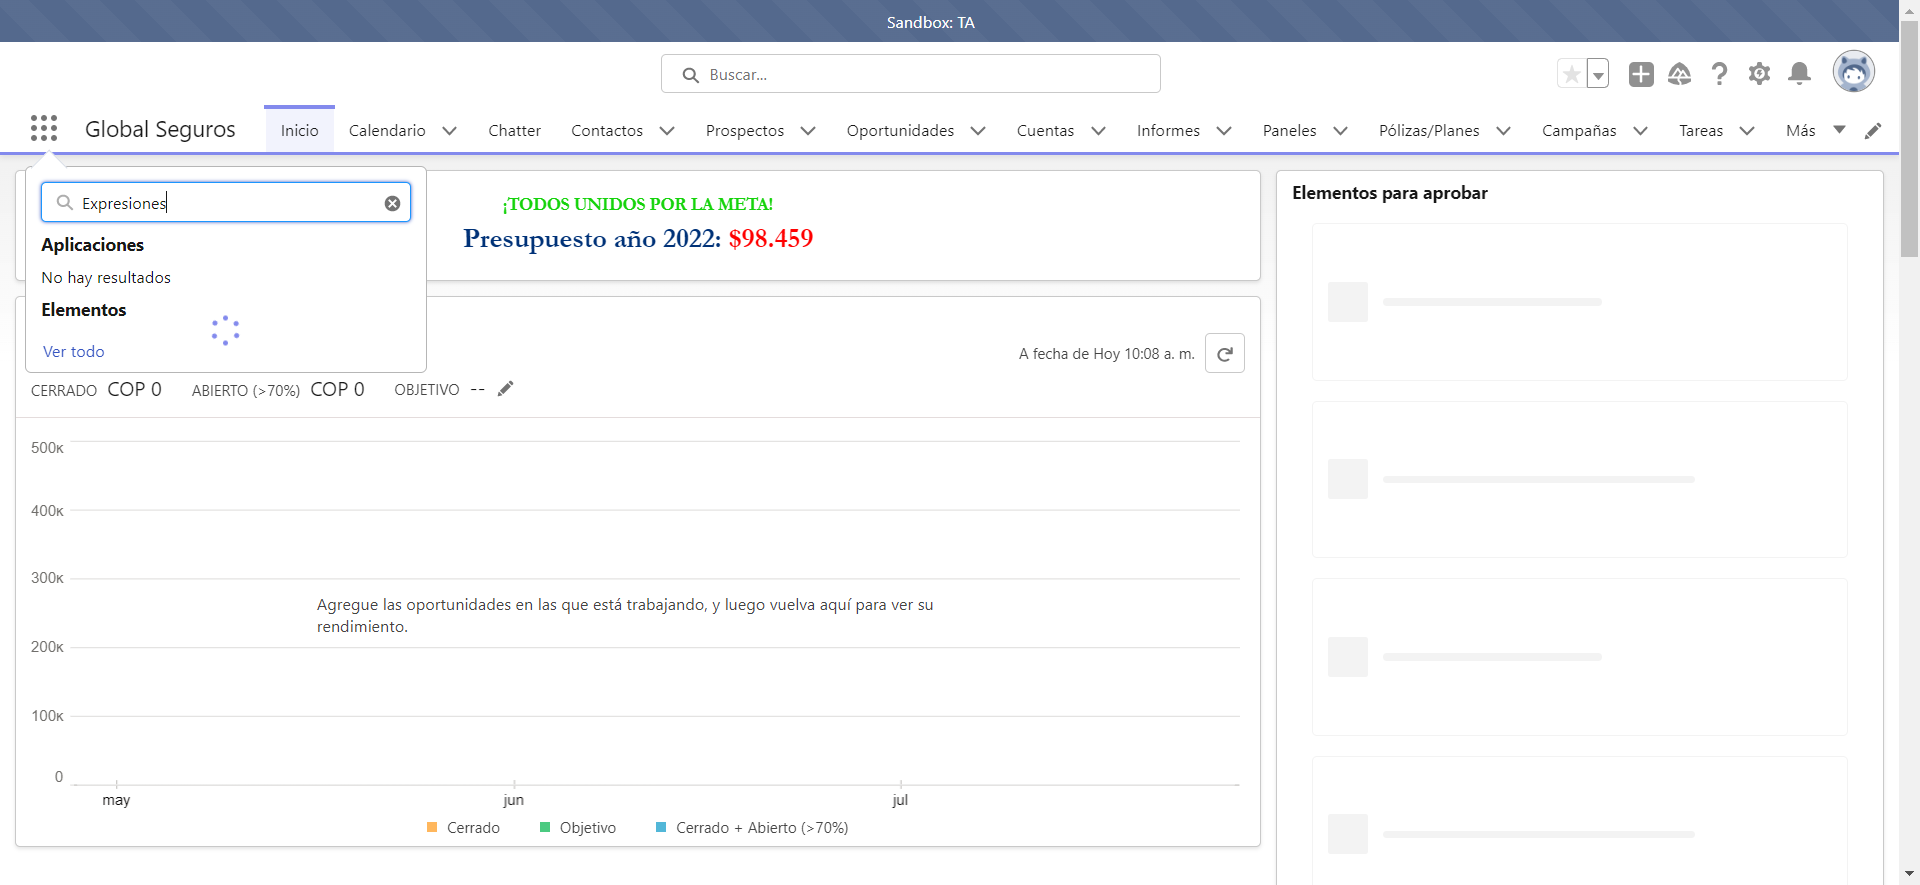 Sandbox: TA
Buscar...
Global Seguros
Inicio
Calendario
Chatter
Contactos
Prospectos
Oportunidades
Cuentas
Informes
Paneles
Pólizas/Planes
Campañas
Tareas
Más
Expresiones
Aplicaciones
No hay resultados
Elementos
Ver todo
¡TODOS UNIDOS POR LA META!
Presupuesto año 2022: $98.459
A fecha de Hoy 10:08 a. m.
CERRADO COP 0 ABIERTO (>70%) COP 0 OBJETIVO --
500K
400K
300K
200K
100K
0
Agregue las oportunidades en las que está trabajando, y luego vuelva aquí para ver su
rendimiento.
may
jun
jul
Cerrado
Objetivo
Cerrado + Abierto (>70%)
Elementos para aprobar